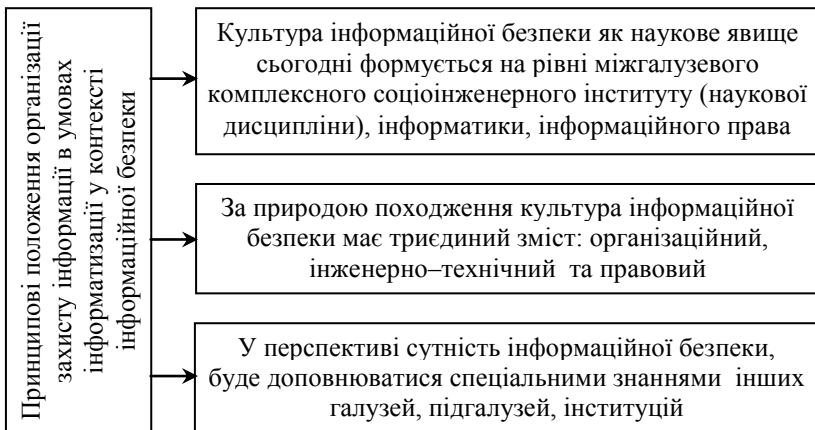 Принципові положення організації
захисту інформації в умовах
інформатизації у контексті
інформаційної безпеки
Культура інформаційної безпеки як наукове явище
сьогодні формується на рівні міжгалузевого
комплексного соціоінженерного інституту (наукової
дисципліни), інформатики, інформаційного права
За природою походження культура інформаційної
безпеки має триєдиний зміст: організаційний,
інженерно–технічний та правовий
У перспективі сутність інформаційної безпеки,
буде доповнюватися спеціальними знаннями інших
галузей, підгалузей, інституцій